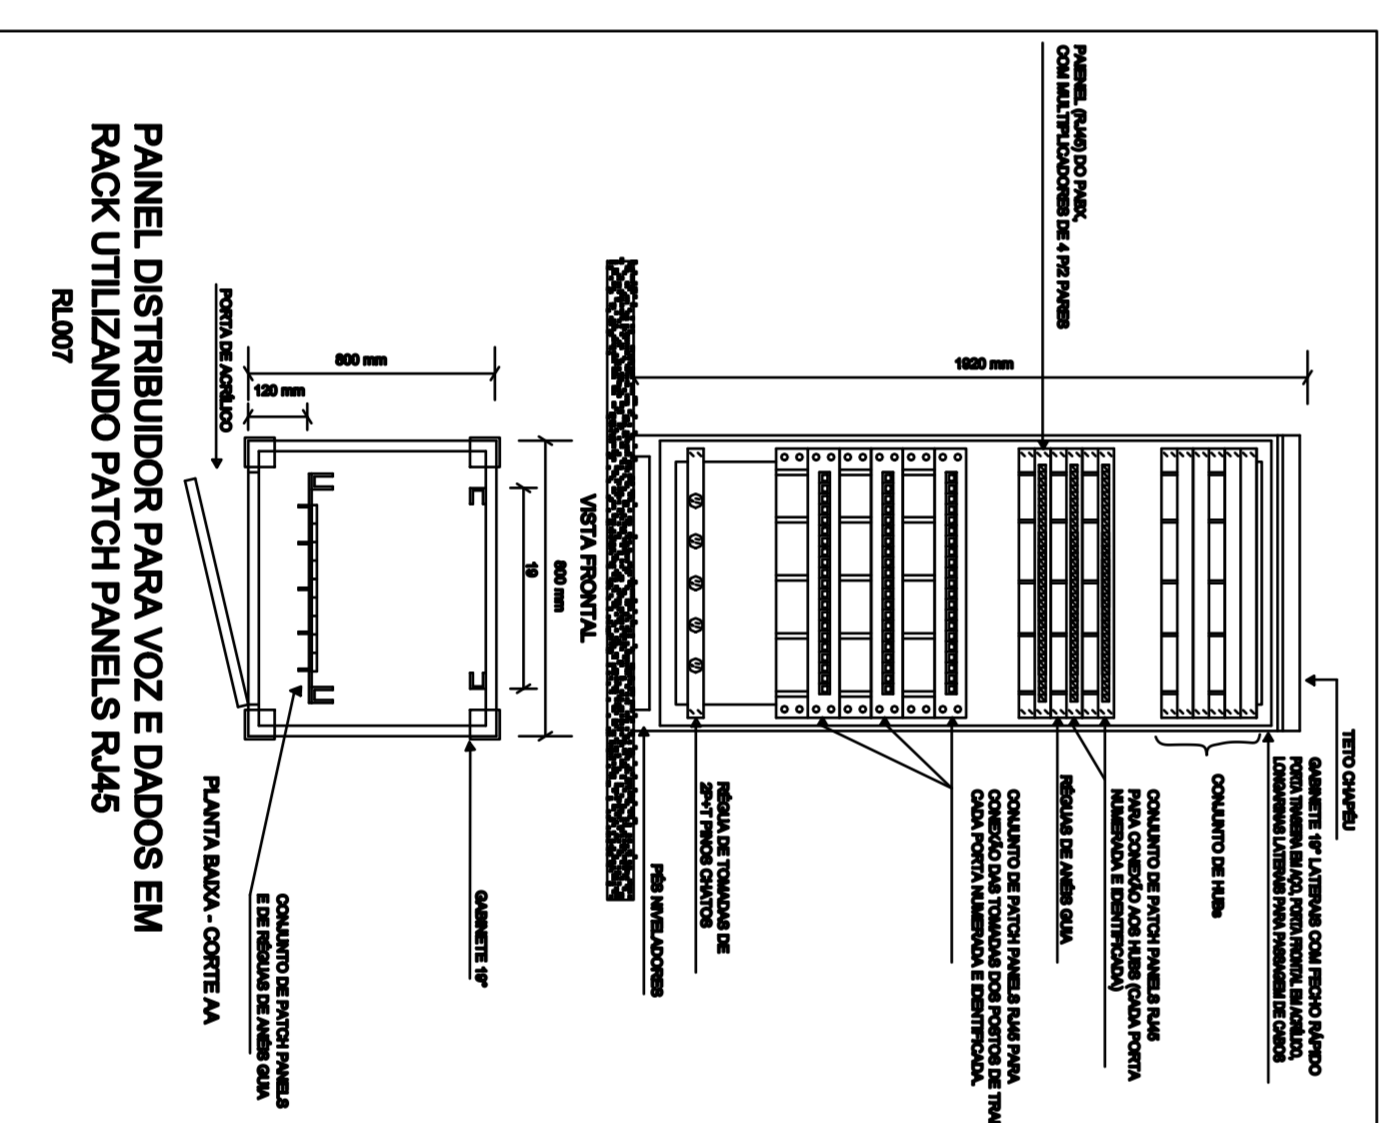 TETO CHAPÉU
GABINETE 19" LATERAIS COM FECHO RÁPIDO
PORTA TRASEIRA EM AÇO, PORTA FRONTAL EM ACRÍLICO,
LONGARINAS LATERAIS PARA PASSAGEM DE CABOS
CONJUNTO DE HUBs
CONJUNTO DE PATCH PANELS RJ45
PARA CONEXÃO AOS HUBS (CADA PORTA
NUMERADA E IDENTIFICADA)
PAIENEL (RJ45) DO PABX,
COM MULTIPLICADORES DE 4 P/2 PARES
RÉGUAS DE ANÉIS GUIA
1920 mm
CONJUNTO DE PATCH PANELS RJ45 PARA
CONEXÃO DAS TOMADAS DOS POSTOS DE
CADA PORTA NUMERADA E IDENTIFICADA.
RÉGUA DE TOMADAS DE
2P+T PINOS CHATOS
PÉS NIVELADORES
VISTA FRONTAL
800 mm
19
GABINETE 19"
800 mm
120 mm
CONJUNTO DE PATCH PANELS
E DE RÉGUAS DE ANÉIS GUIA
PORTA DE ACRÍLICO
PLANTA BAIXA - CORTE AA
PAINEL DISTRIBUIDOR PARA VOZ E DADOS EM
RACK UTILIZANDO PATCH PANELS RJ45
RL007